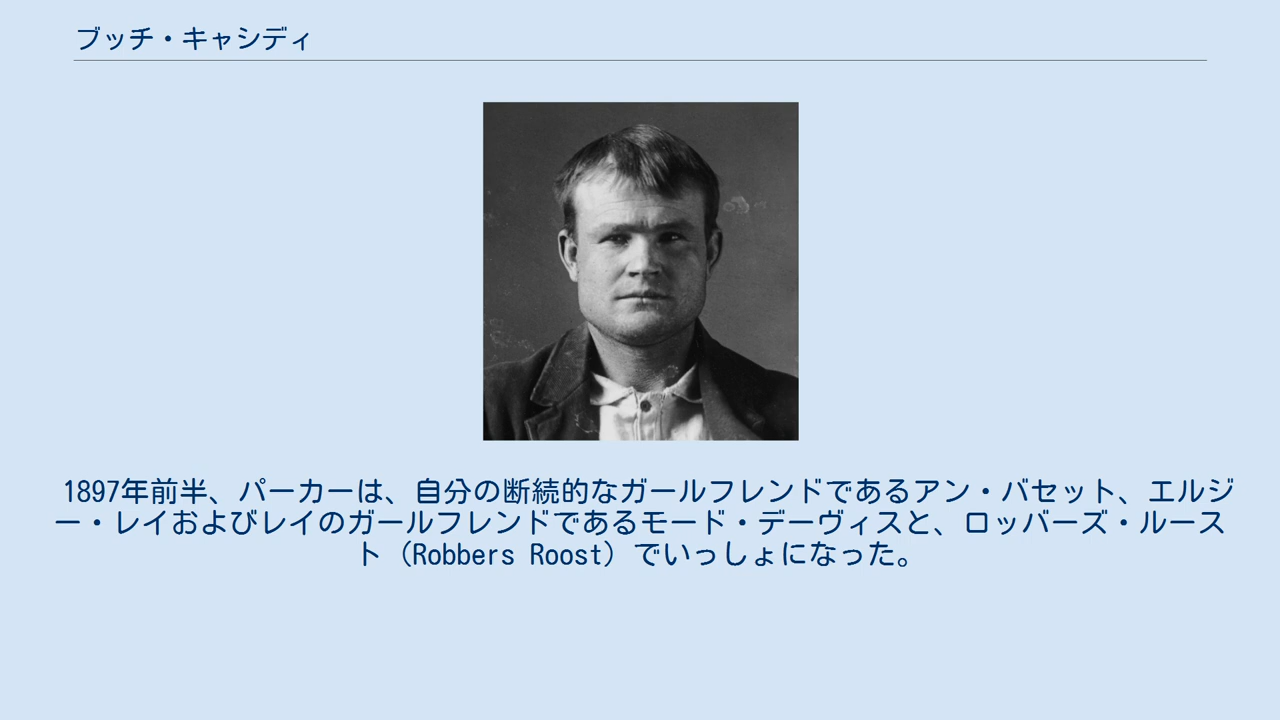 ブッチ・キャシディ
1897年前半、パーカーは、自分の断続的なガールフレンドであるアン・バセット、エルジ
ー・レイおよびレイのガールフレンドであるモード・デーヴィスと、ロッバーズ・ルース
ト（Robbers Roost）でいっしょになった。